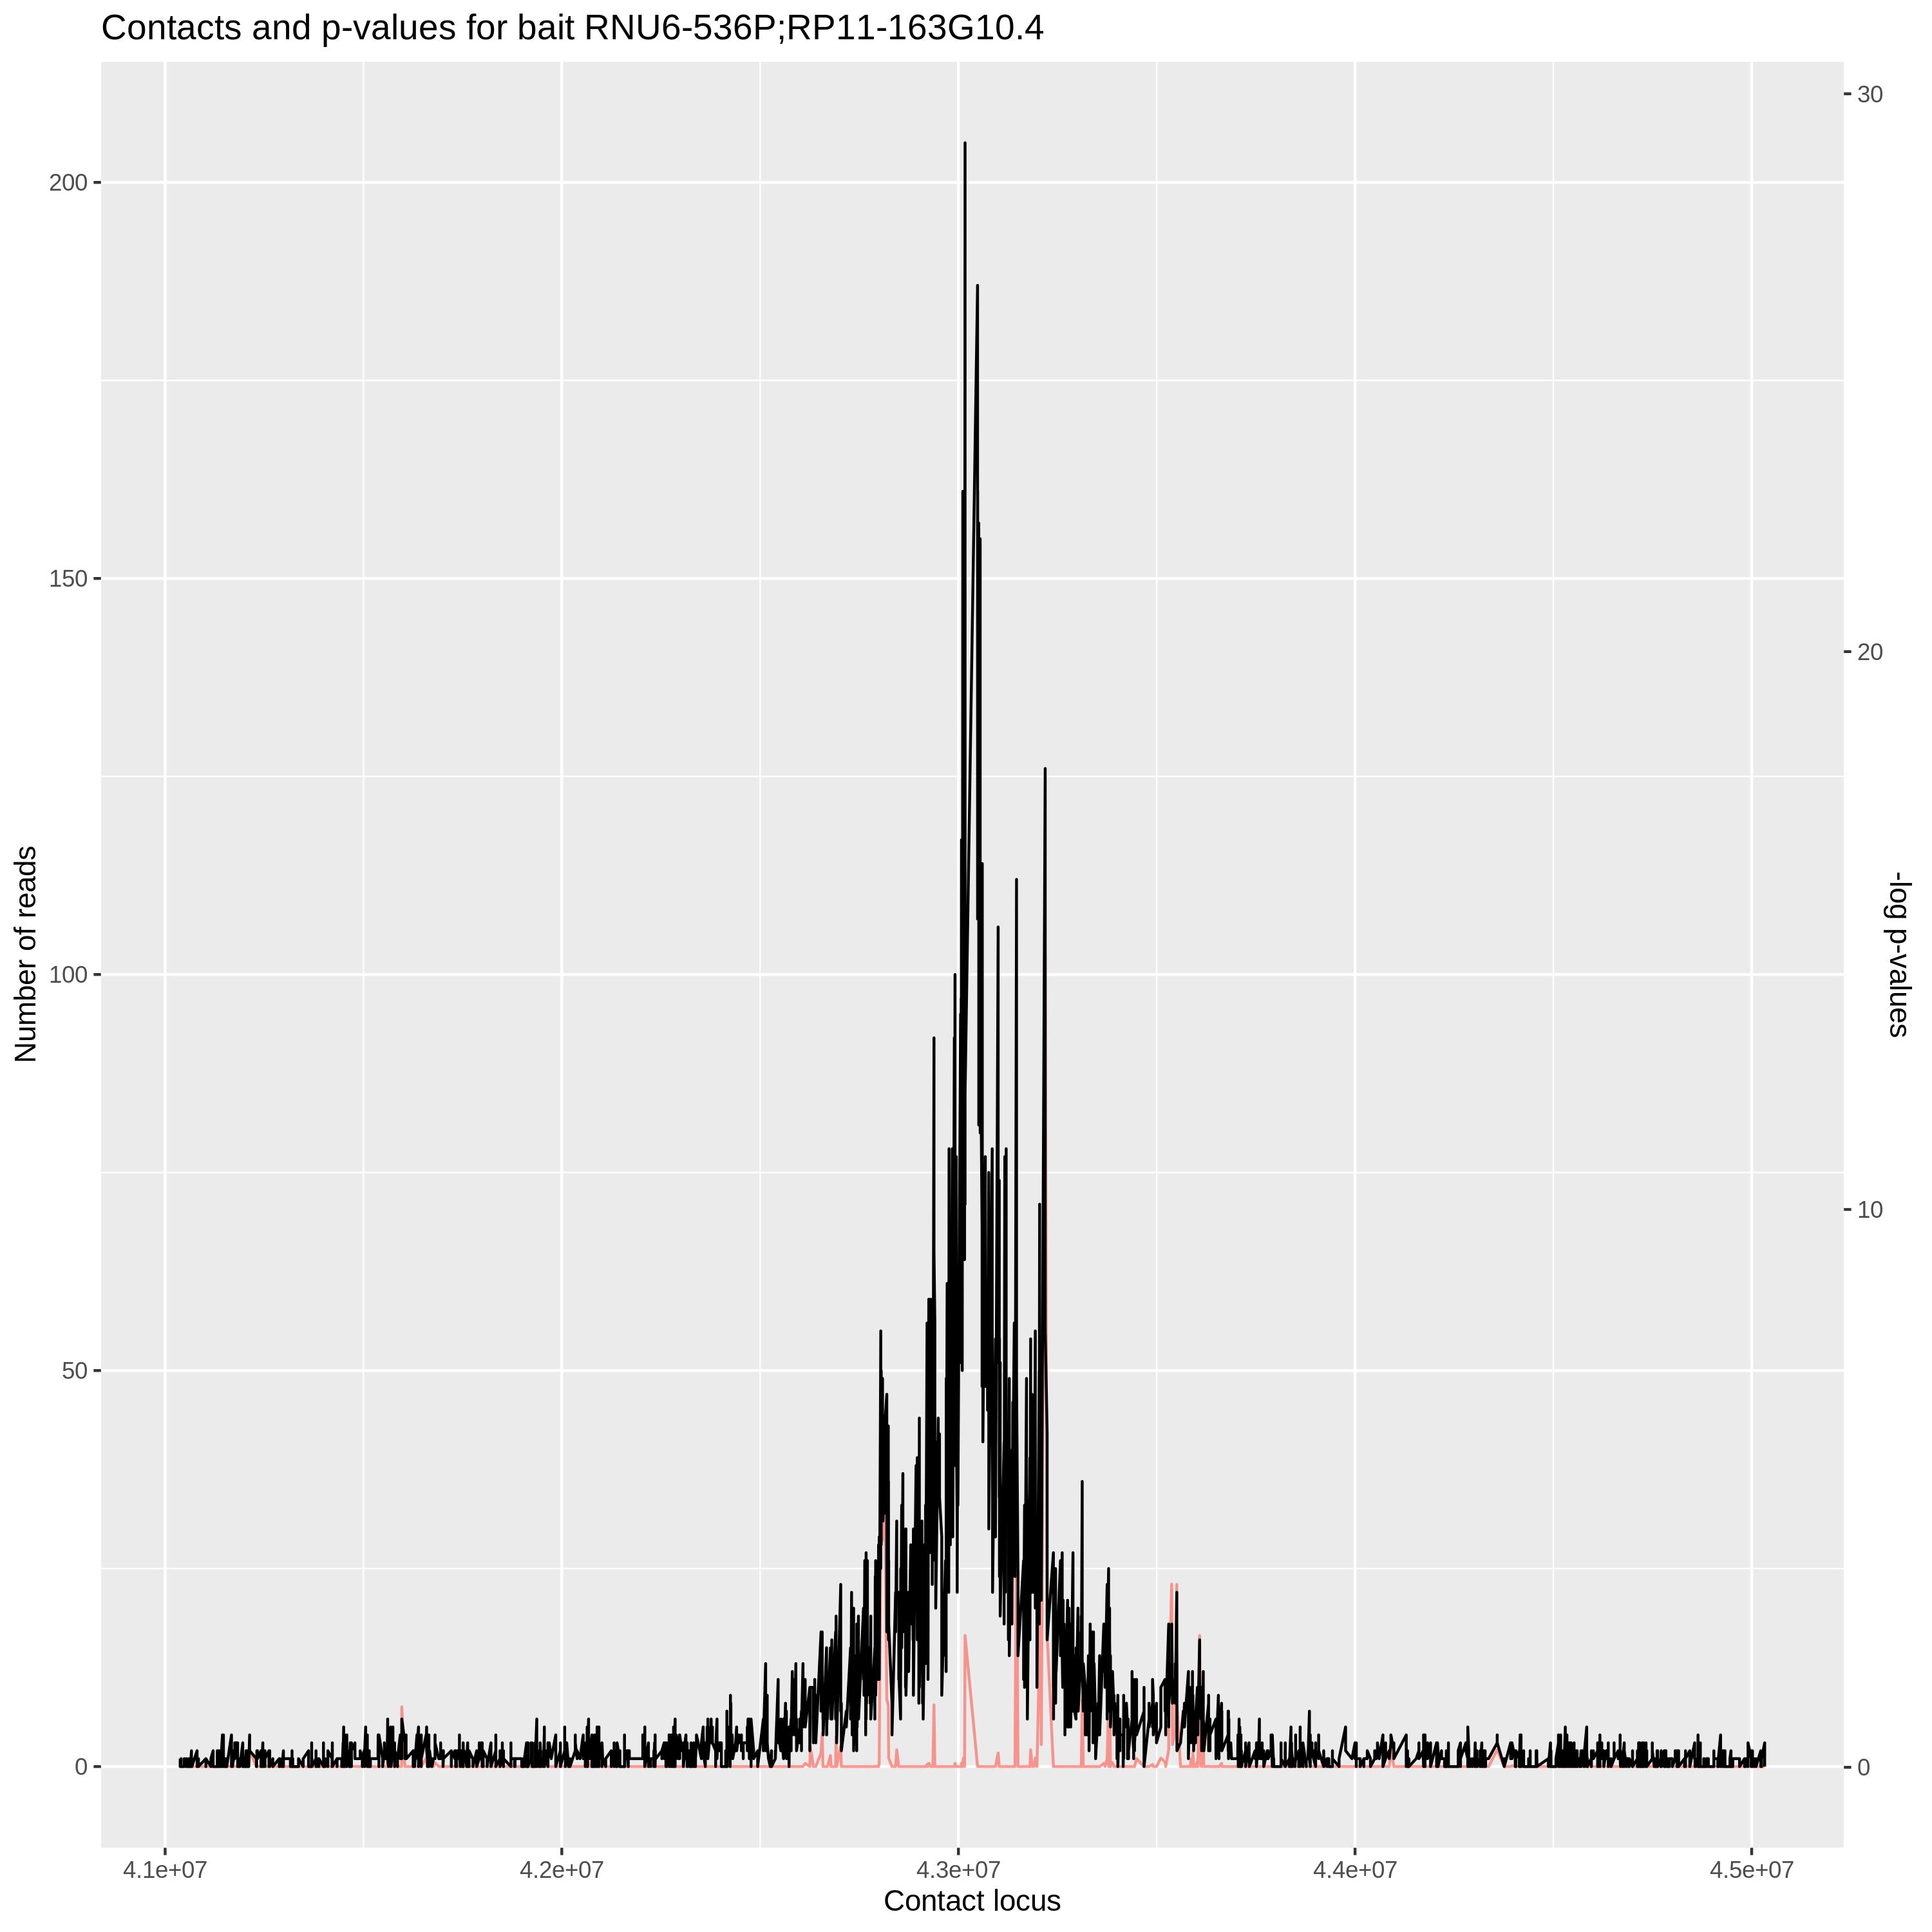 Contacts and p-values for bait RNU6-536P;RP11-163G10.4
200
150
100
50
0
Number of reads
30
20
10
0
-log p-values
4.1e+07
4.2e+07
4.3e+07
4.4e+07
4.5e+07
Contact locus